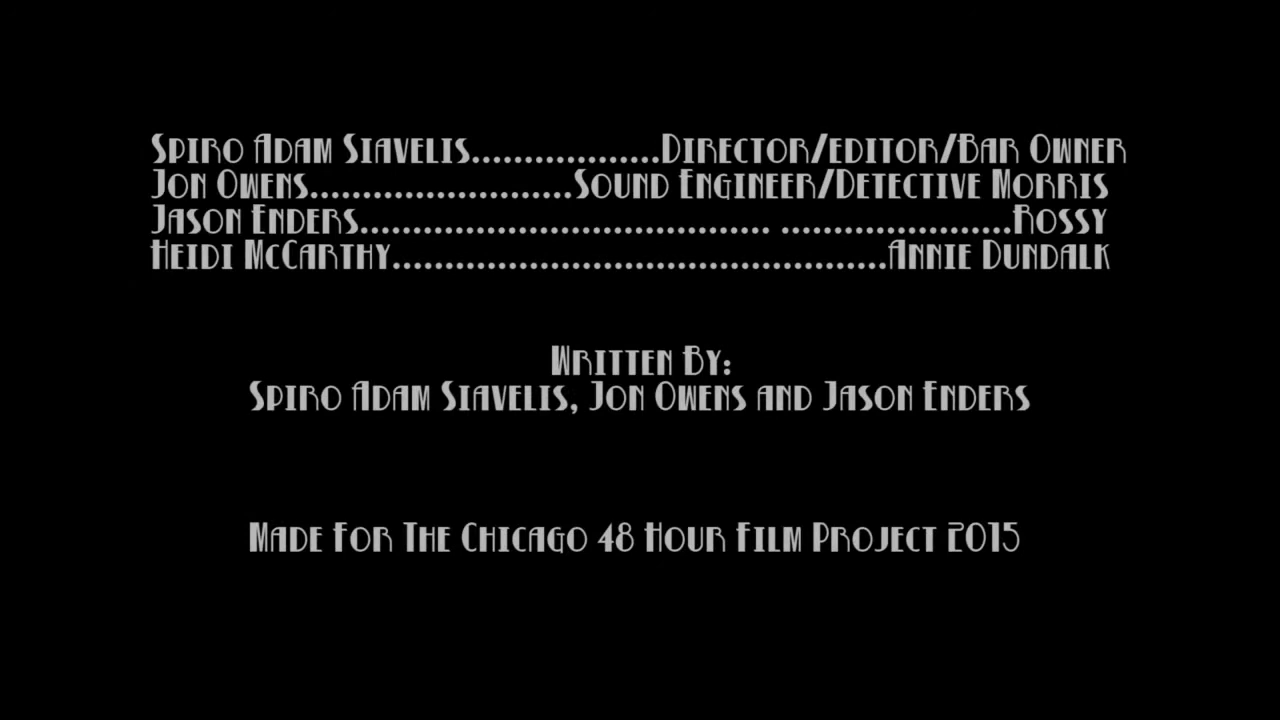 Spiro Adam Siavelis..................Director/editor/Bar Owner
Jon Owens.........................Sound Engineer/Detective Morris
Jason Enders....................................... ......................Rossy
Heidi McCarthy...............................................Annie Dundalk
Written By:
Spiro Adam Siavelis, Jon Owens and Jason Enders
Made For The Chicago 48 Hour Film Project 2015